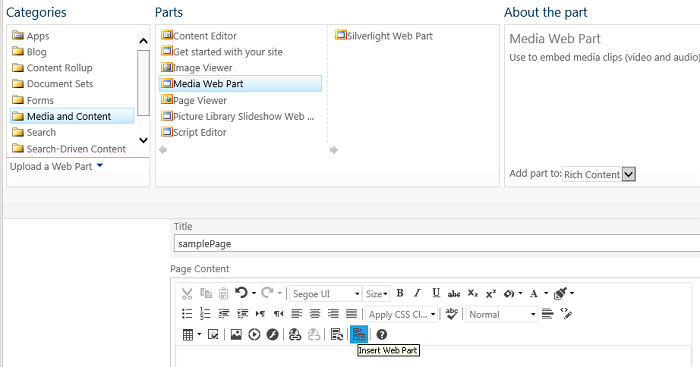 Categories
Apps
Blog
Content Rollup
Document Sets
Forms
Media and Content
Search
Search-Driven Content
Upload a Web Part
Parts
Content Editor
Get started with your site
Image Viewer
Media Web Part
Page Viewer
Picture Library Slideshow Web ...
Script Editor
Silverlight Web Part
About the part
Media Web Part
Use to embed media clips (video and audio)
Add part to: Rich Content
Title
samplePage
Page Content
Segoe UI Size B I U abc X₂ X² A
Apply CSS Cl... abc Normal
Insert Web Part